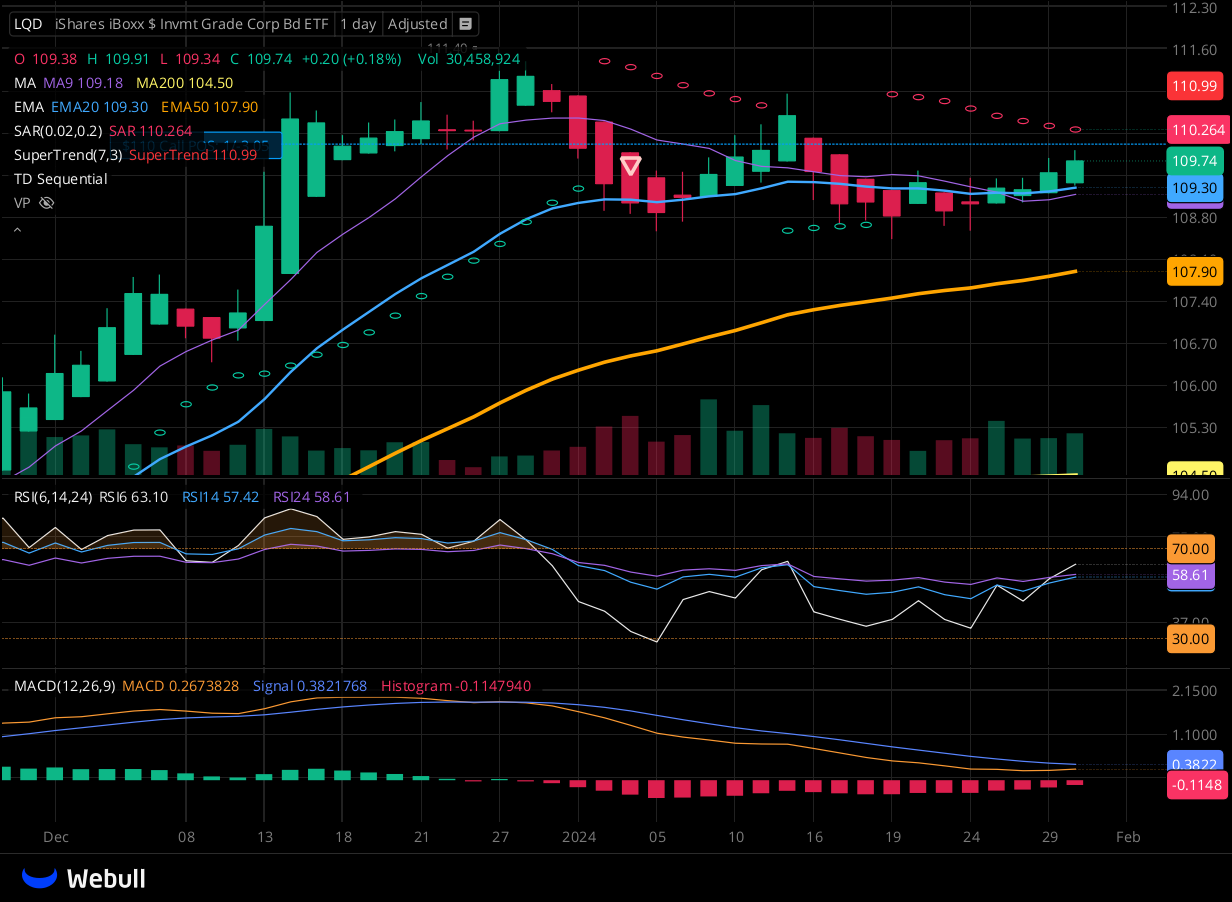 LQD iShares iBoxx $ Invmt Grade Corp Bd ETF 1 day Adjusted
112.30
111.60
O 109.38 H 109.91 L 109.34 C 109.74 +0.20 (+0.18%) Vol 30,458,924
MA MA9 109.18 MA200 104.50
110.99
EMA EMA20 109.30 EMA50 107.90
SAR(0.02,0.2) SAR 110.264
110.264
SuperTrend(7,3) SuperTrend 110.99
109.74
TD Sequential
109.30
VP
108.80
107.90
107.40
106.70
106.00
105.30
104.50
RSI(6,14,24) RSI6 63.10 RSI14 57.42 RSI24 58.61
94.00
70.00
58.61
37.00
30.00
MACD(12,26,9) MACD 0.2673828 Signal 0.3821768 Histogram -0.1147940
2.1500
1.1000
0.3822
-0.1148
Dec 08 13 18 21 27 2024 05 10 16 19 24 29 Feb
Webull